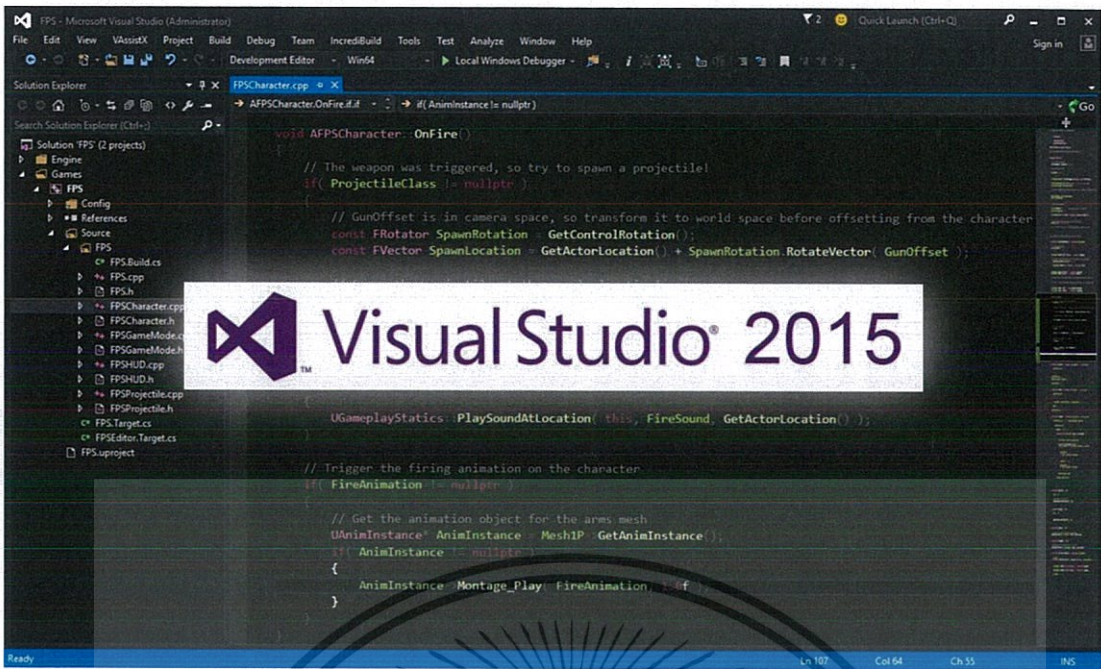 FPS - Microsoft Visual Studio (Administrator)
2
Quick Launch (Ctrl+Q)
File Edit View VAssistX Project Build Debug Team IncrediBuild Tools Test Analyze Window Help
Sign in
Development Editor Win64 Local Windows Debugger
Solution Explorer
FPSCharacter.cpp
AFPSCharacter.OnFire.if.if
if( AnimInstance != nullptr )
Go
Search Solution Explorer (Ctrl+;)
Solution 'FPS' (2 projects)
Engine
Games
FPS
Config
References
Source
FPS
FPS.Build.cs
FPS.cpp
FPS.h
FPSCharacter.cpp
FPSCharacter.h
FPSGameMode.c
FPSGameMode.h
FPSHUD.cpp
FPSHUD.h
FPSProjectile.cpp
FPSProjectile.h
FPS.Target.cs
FPSEditor.Target.cs
FPS.uproject
void AFPSCharacter::OnFire()
{
// The weapon was triggered, so try to spawn a projectile!
if( ProjectileClass != nullptr )
{
// GunOffset is in camera space, so transform it to world space before offsetting from the character
const FRotator SpawnRotation = GetControlRotation();
const FVector SpawnLocation = GetActorLocation() + SpawnRotation.RotateVector( GunOffset );
Visual Studio® 2015
™
{
UGameplayStatics::PlaySoundAtLocation( this, FireSound, GetActorLocation() );
}
// Trigger the firing animation on the character
if( FireAnimation != nullptr )
{
// Get the animation object for the arms mesh
UAnimInstance* AnimInstance = Mesh1P->GetAnimInstance();
if( AnimInstance != nullptr )
{
AnimInstance->Montage_Play( FireAnimation, 1.0f
}
}
Ready
Ln 107 Col 64 Ch 55 INS